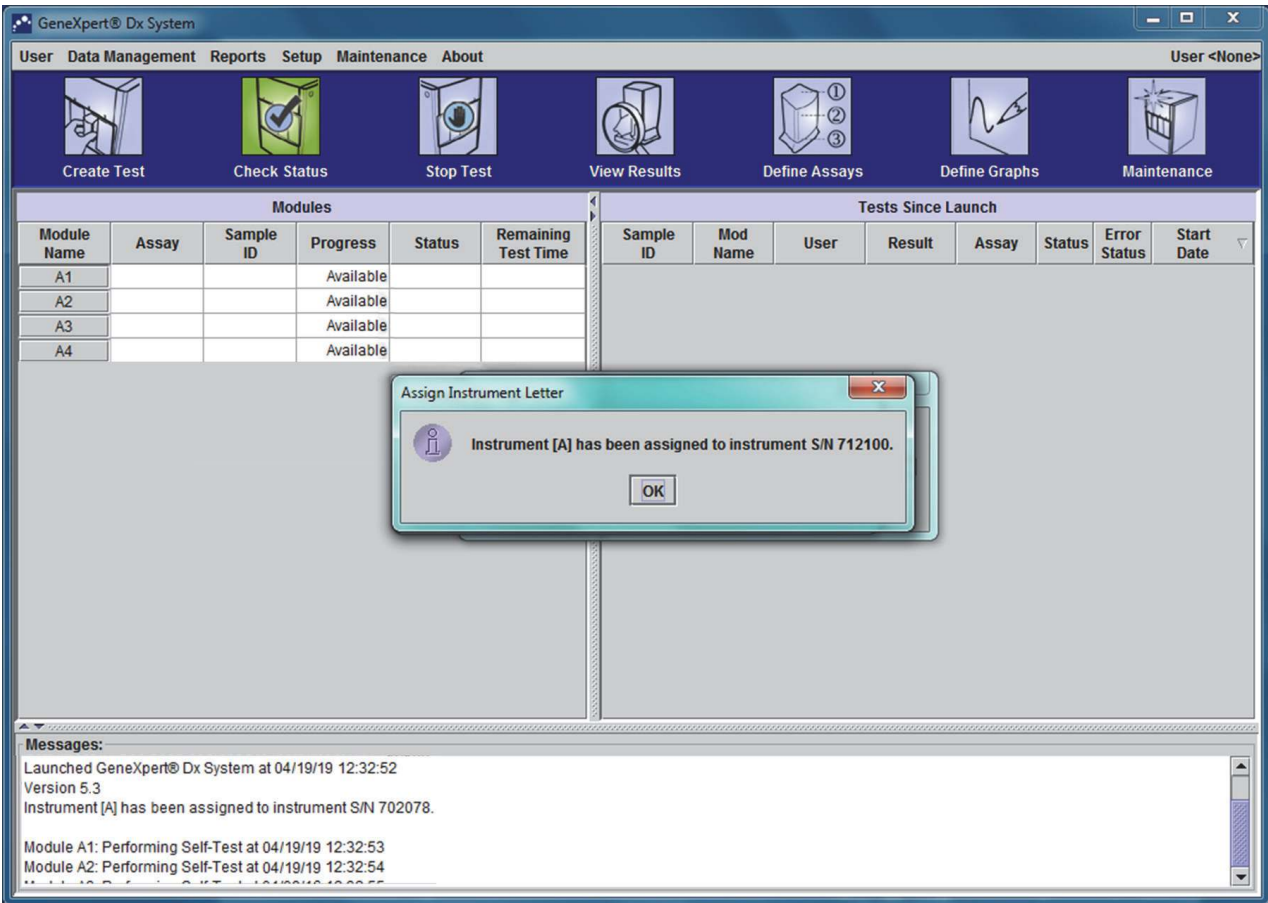 GeneXpert® Dx System
User Data Management Reports Setup Maintenance About User <None>
Create Test Check Status Stop Test View Results Define Assays Define Graphs Maintenance
① ② ③
Modules
Module Name Assay Sample ID Progress Status Remaining Test Time
A1 Available
A2 Available
A3 Available
A4 Available
Tests Since Launch
Sample ID Mod Name User Result Assay Status Error Status Start Date
Assign Instrument Letter
Instrument [A] has been assigned to instrument S/N 712100.
OK
Messages:
Launched GeneXpert® Dx System at 04/19/19 12:32:52
Version 5.3
Instrument [A] has been assigned to instrument S/N 702078.
Module A1: Performing Self-Test at 04/19/19 12:32:53
Module A2: Performing Self-Test at 04/19/19 12:32:54